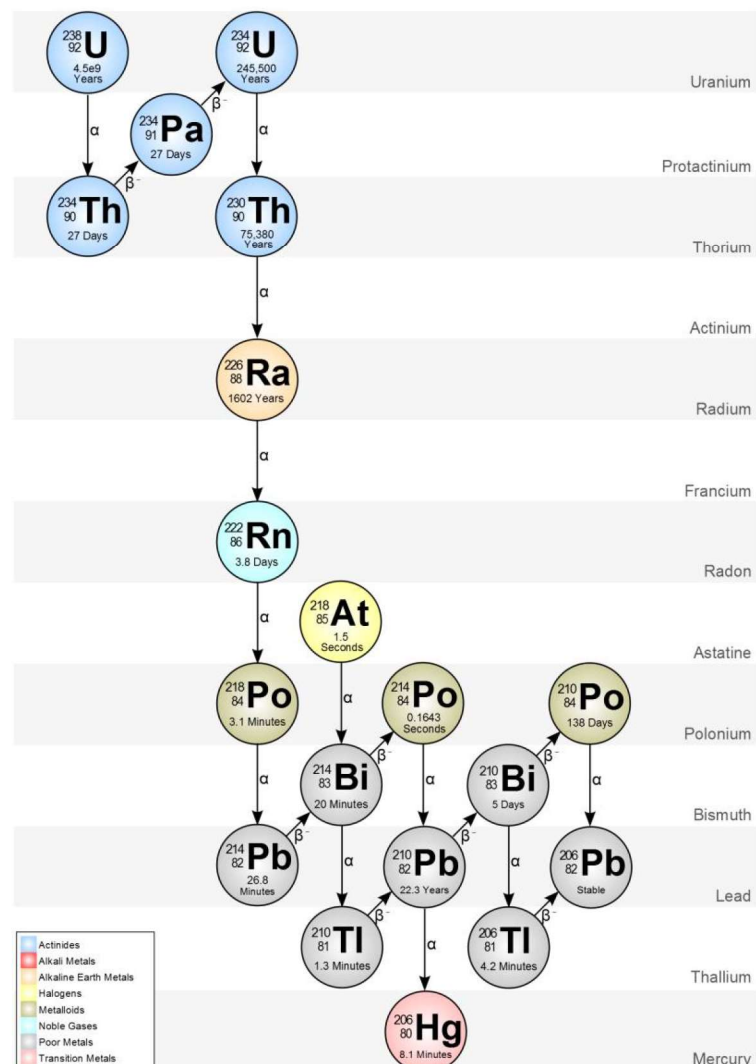 238
92
U
4.5e9
Years
234
92
U
245,500
Years
Uranium
α
β⁻
α
234
91
Pa
27 Days
Protactinium
β⁻
234
90
Th
27 Days
230
90
Th
75,380
Years
Thorium
α
Actinium
226
88
Ra
1602 Years
Radium
α
Francium
222
86
Rn
3.8 Days
Radon
α
218
85
At
1.5
Seconds
Astatine
218
84
Po
3.1 Minutes
α
214
84
Po
0.1643
Seconds
210
84
Po
138 Days
Polonium
α
β⁻
α
β⁻
α
214
83
Bi
20 Minutes
210
83
Bi
5 Days
Bismuth
β⁻
β⁻
214
82
Pb
26.8
Minutes
α
210
82
Pb
22.3 Years
α
206
82
Pb
Stable
Lead
β⁻
β⁻
210
81
Tl
1.3 Minutes
α
206
81
Tl
4.2 Minutes
Thallium
206
80
Hg
8.1 Minutes
Mercury
Actinides
Alkali Metals
Alkaline Earth Metals
Halogens
Metalloids
Noble Gases
Poor Metals
Transition Metals